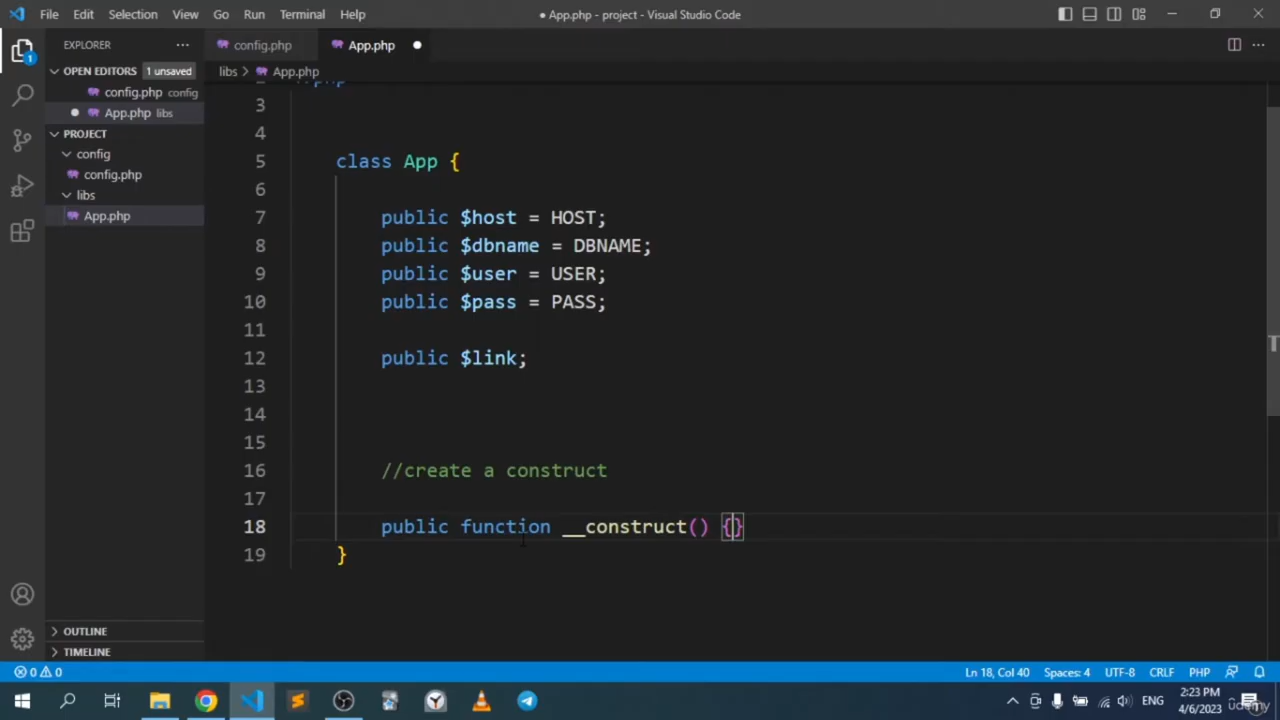 File Edit Selection View Go Run Terminal Help
● App.php - project - Visual Studio Code
EXPLORER
config.php
App.php
OPEN EDITORS 1 unsaved
libs > App.php
config.php config
App.php libs
PROJECT
config
config.php
libs
App.php
3
4
5 class App {
6
7 public $host = HOST;
8 public $dbname = DBNAME;
9 public $user = USER;
10 public $pass = PASS;
11
12 public $link;
13
14
15
16 //create a construct
17
18 public function __construct() {}
19 }
OUTLINE
TIMELINE
0 0
Ln 18, Col 40 Spaces: 4 UTF-8 CRLF PHP
ENG
2:23 PM
4/6/2023
udemy